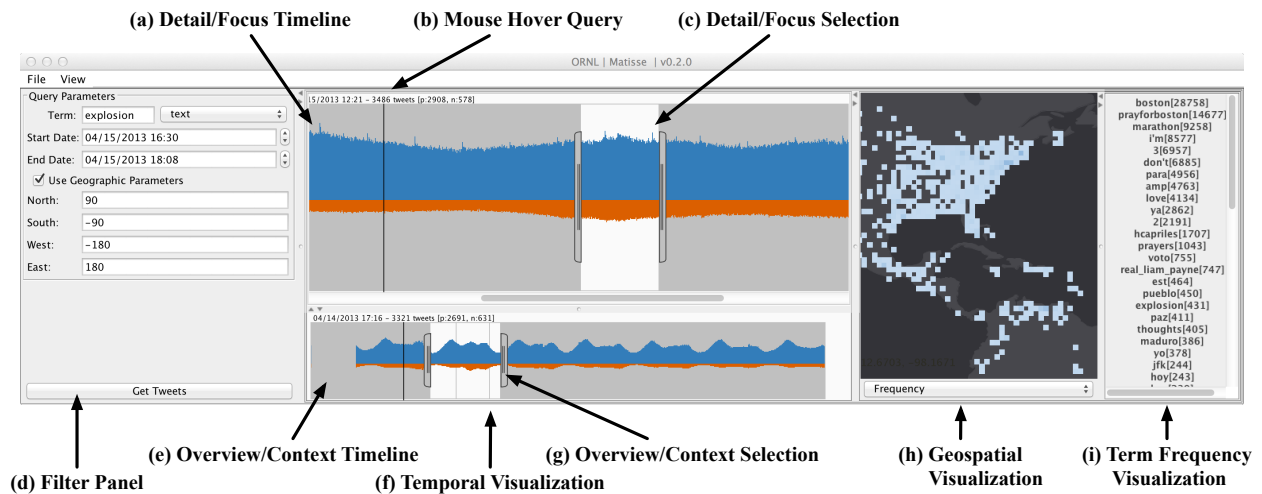 (a) Detail/Focus Timeline
(b) Mouse Hover Query
(c) Detail/Focus Selection
ORNL | Matisse | v0.2.0
File View
Query Parameters
Term: explosion text
Start Date: 04/15/2013 16:30
End Date: 04/15/2013 18:08
Use Geographic Parameters
North: 90
South: -90
West: -180
East: 180
Get Tweets
15/2013 12:21 - 3486 tweets [p:2908, n:578]
04/14/2013 17:16 - 3321 tweets [p:2691, n:631]
Frequency
boston[28758]
prayforboston[14677]
marathon[9258]
i'm[8577]
3[6957]
don't[6885]
para[4956]
amp[4763]
love[4134]
ya[2862]
2[2191]
hcapriles[1707]
prayers[1043]
voto[755]
real_liam_payne[747]
est[464]
pueblo[450]
explosion[431]
paz[411]
thoughts[405]
maduro[386]
yo[378]
jfk[244]
hoy[243]
(e) Overview/Context Timeline
(g) Overview/Context Selection
(h) Geospatial
Visualization
(i) Term Frequency
Visualization
(d) Filter Panel
(f) Temporal Visualization